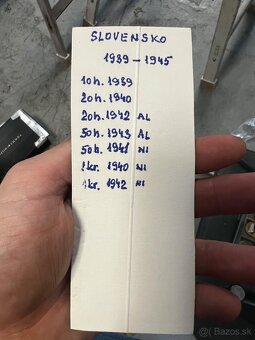 SLOVENSKO
1939-1945
10h. 1939
20h. 1940
20h. 1942 AL
50h. 1943 AL
50h. 1941 NI
1kr. 1940 NI
1kr. 1942 NI
© Bazos.sk